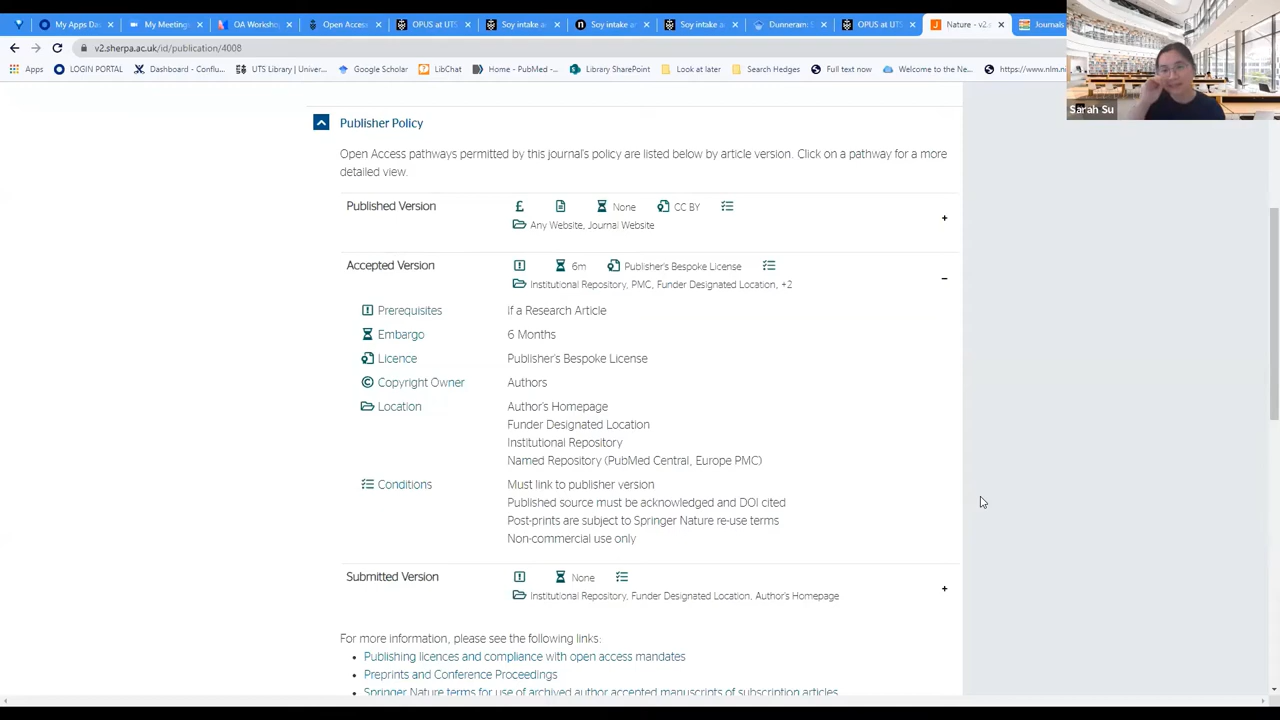 My Apps Das
My Meeting
OA Worksho
Open Access
OPUS at UTS
Soy intake a
Soy intake a
Soy intake a
Dunneram:
OPUS at UTS
Nature - v2.s
Journals
v2.sherpa.ac.uk/id/publication/4008
Apps
LOGIN PORTAL
Dashboard - Conflu...
UTS Library | Univer...
Google Scholar
LibChat
Home - PubMed -...
Library SharePoint
Look at later
Search Hedges
Full text now
Welcome to the Ne...
https://www.nlm.n
Sarah Su
Publisher Policy
Open Access pathways permitted by this journal's policy are listed below by article version. Click on a pathway for a more
detailed view.
Published Version
None
CC BY
Any Website, Journal Website
+
Accepted Version
6m
Publisher's Bespoke License
Institutional Repository, PMC, Funder Designated Location, +2
-
Prerequisites
If a Research Article
Embargo
6 Months
Licence
Publisher's Bespoke License
Copyright Owner
Authors
Location
Author's Homepage
Funder Designated Location
Institutional Repository
Named Repository (PubMed Central, Europe PMC)
Conditions
Must link to publisher version
Published source must be acknowledged and DOI cited
Post-prints are subject to Springer Nature re-use terms
Non-commercial use only
Submitted Version
None
Institutional Repository, Funder Designated Location, Author's Homepage
+
For more information, please see the following links:
• Publishing licences and compliance with open access mandates
• Preprints and Conference Proceedings
• Springer Nature terms for use of archived author accepted manuscripts of subscription articles